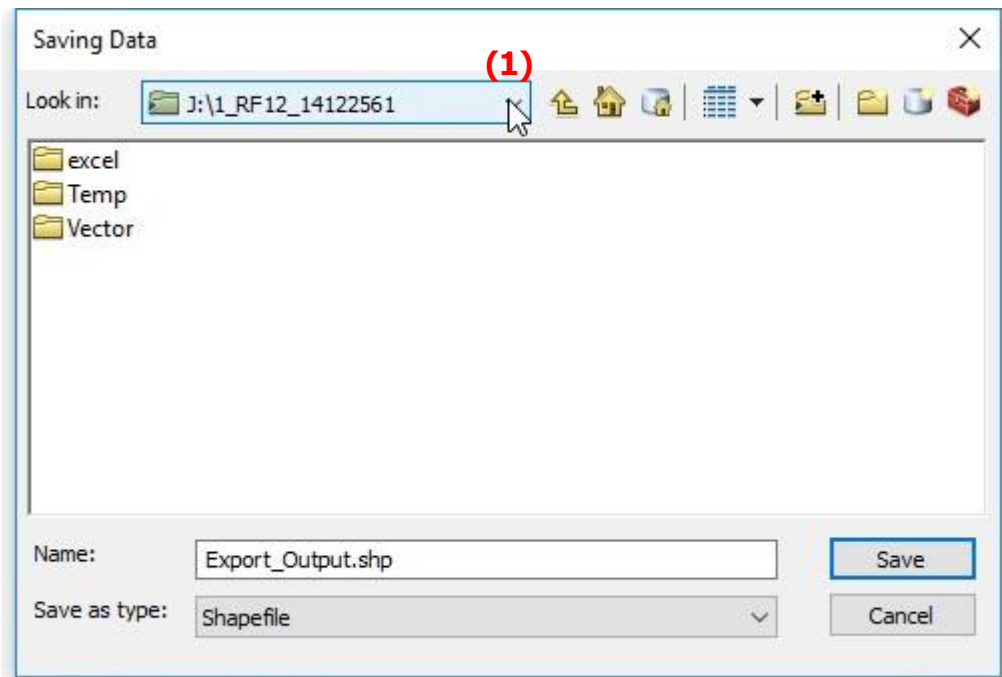 Saving Data
(1)
Look in: J:\1_RF12_14122561
excel
Temp
Vector
Name: Export_Output.shp Save
Save as type: Shapefile Cancel